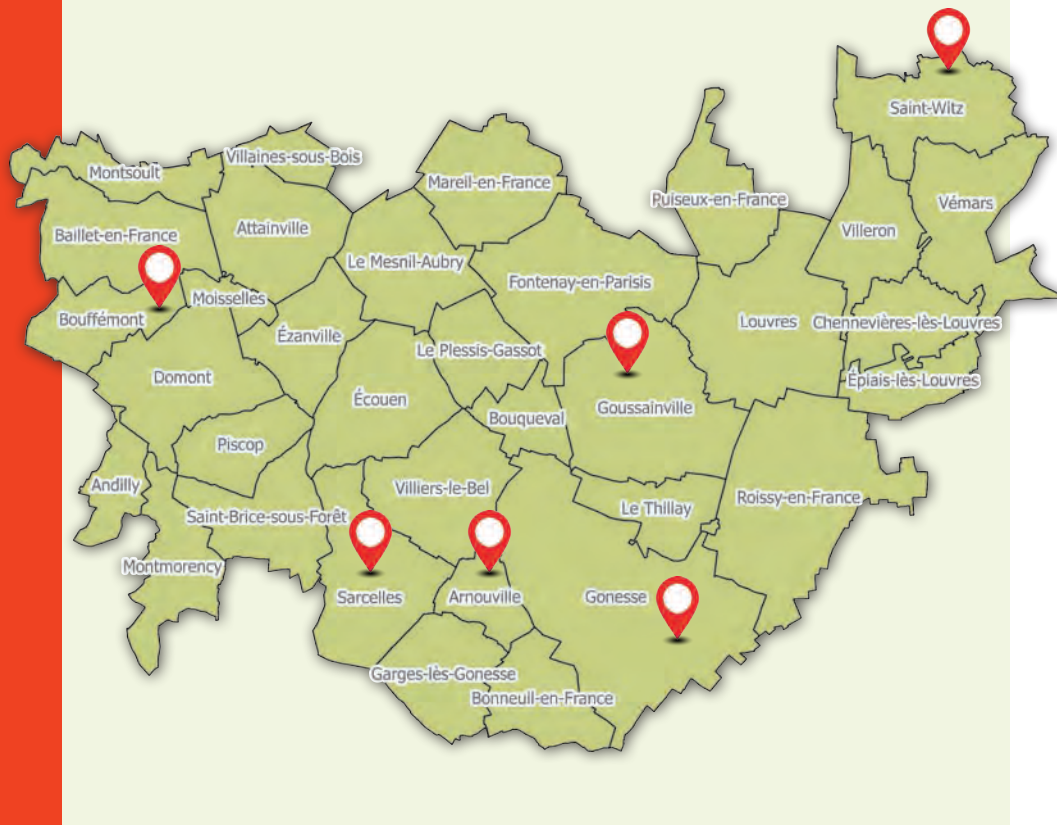 Saint-Witz
Villaines-sous-Bois
Montsoult
Mareil-en-France
Puiseux-en-France
Vémars
Attainville
Villeron
Baillet-en-France
Le Mesnil-Aubry
Fontenay-en-Parisis
Moisselles
Bouffémont
Louvres
Chennevières-lès-Louvres
Ézanville
Le Plessis-Gassot
Domont
Épiais-lès-Louvres
Écouen
Goussainville
Bouqueval
Piscop
Andilly
Villiers-le-Bel
Roissy-en-France
Le Thillay
Saint-Brice-sous-Forêt
Montmorency
Sarcelles
Arnouville
Gonesse
Garges-lès-Gonesse
Bonneuil-en-France